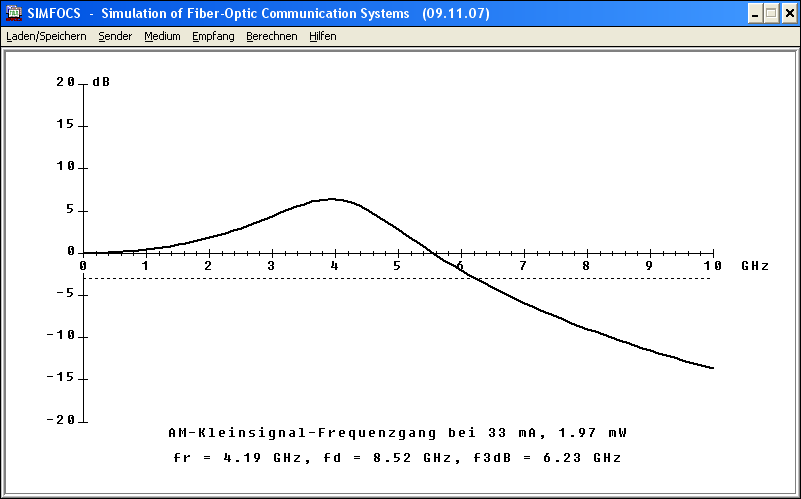 SIMFOCS - Simulation of Fiber-Optic Communication Systems (09.11.07)
Laden/Speichern Sender Medium Empfang Berechnen Hilfen
20 dB
15
10
5
0
0 1 2 3 4 5 6 7 8 9 10 GHz
-5
-10
-15
-20
AM-Kleinsignal-Frequenzgang bei 33 mA, 1.97 mW
fr = 4.19 GHz, fd = 8.52 GHz, f3dB = 6.23 GHz